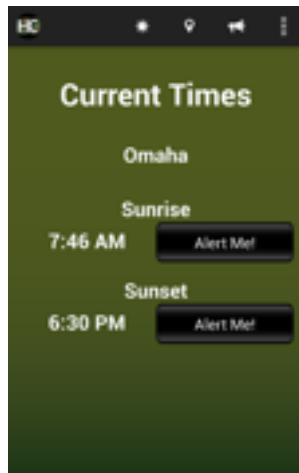 HC
Current Times
Omaha
Sunrise
7:46 AM Alert Me!
Sunset
6:30 PM Alert Me!